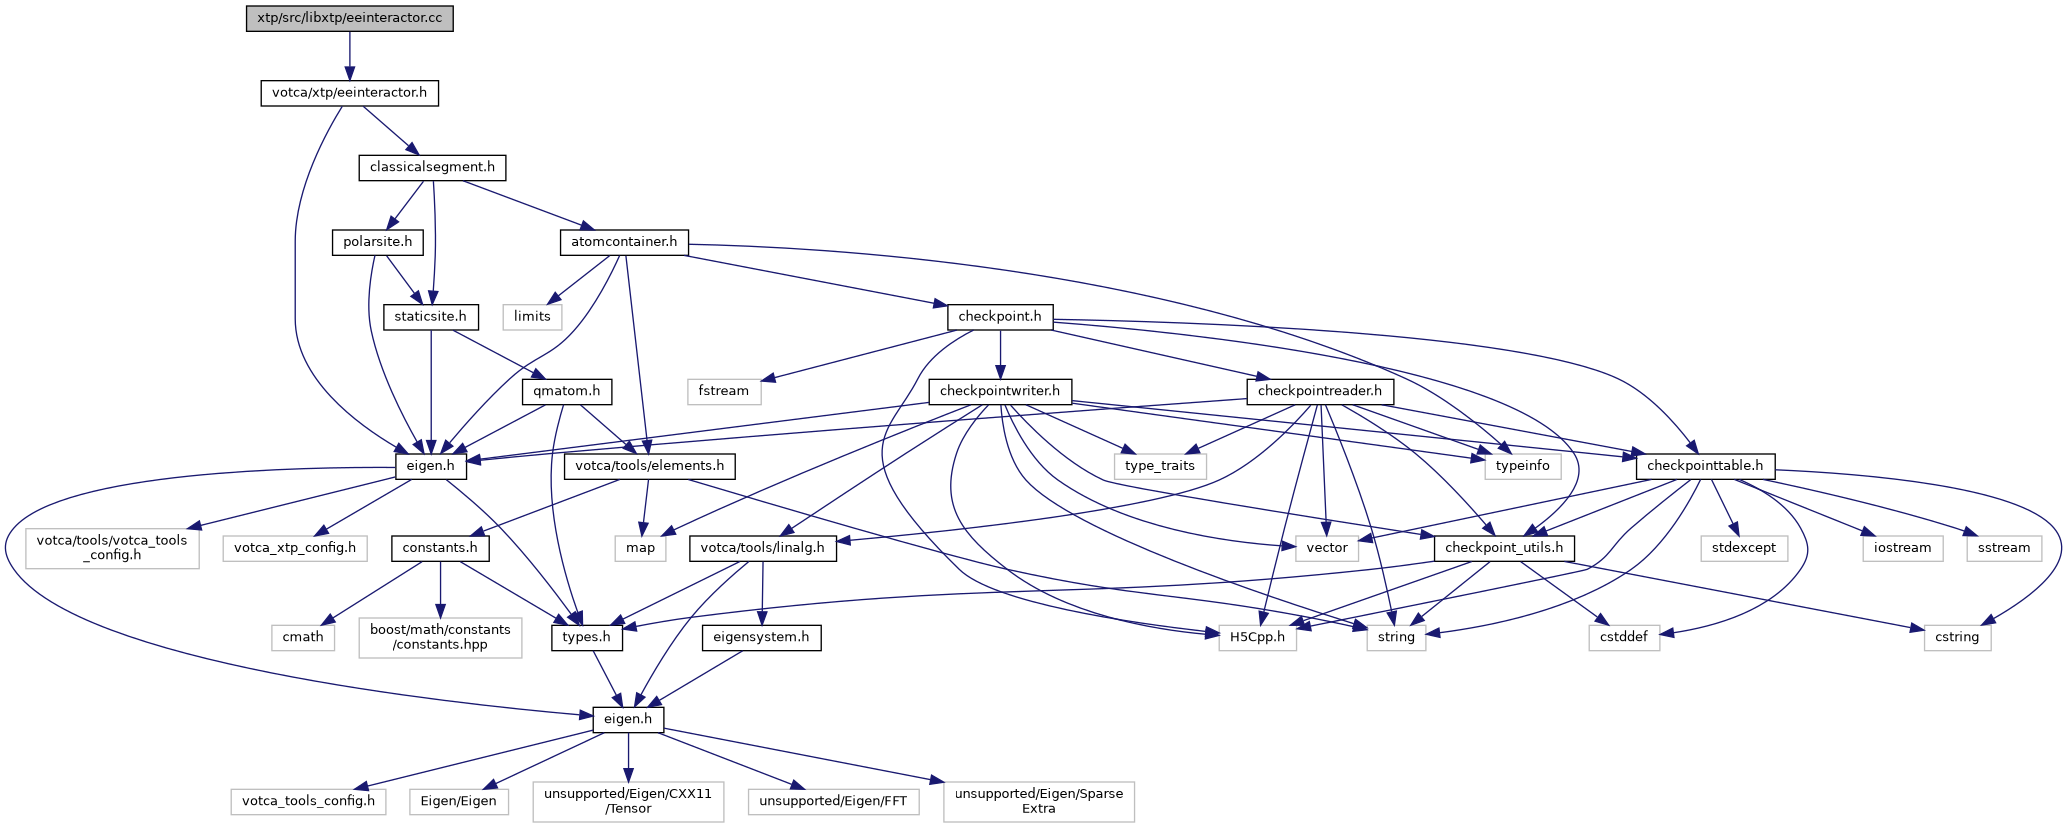 xtp/src/libxtp/eeinteractor.cc
votca/xtp/eeinteractor.h
classicalsegment.h
polarsite.h
atomcontainer.h
staticsite.h
limits
checkpoint.h
fstream
qmatom.h
checkpointwriter.h
checkpointreader.h
eigen.h
votca/tools/elements.h
type_traits
typeinfo
checkpointtable.h
votca/tools/votca_tools
_config.h
votca_xtp_config.h
constants.h
map
votca/tools/linalg.h
vector
checkpoint_utils.h
stdexcept
iostream
sstream
cmath
boost/math/constants
/constants.hpp
types.h
eigensystem.h
H5Cpp.h
string
cstddef
cstring
eigen.h
votca_tools_config.h
Eigen/Eigen
unsupported/Eigen/CXX11
/Tensor
unsupported/Eigen/FFT
unsupported/Eigen/Sparse
Extra